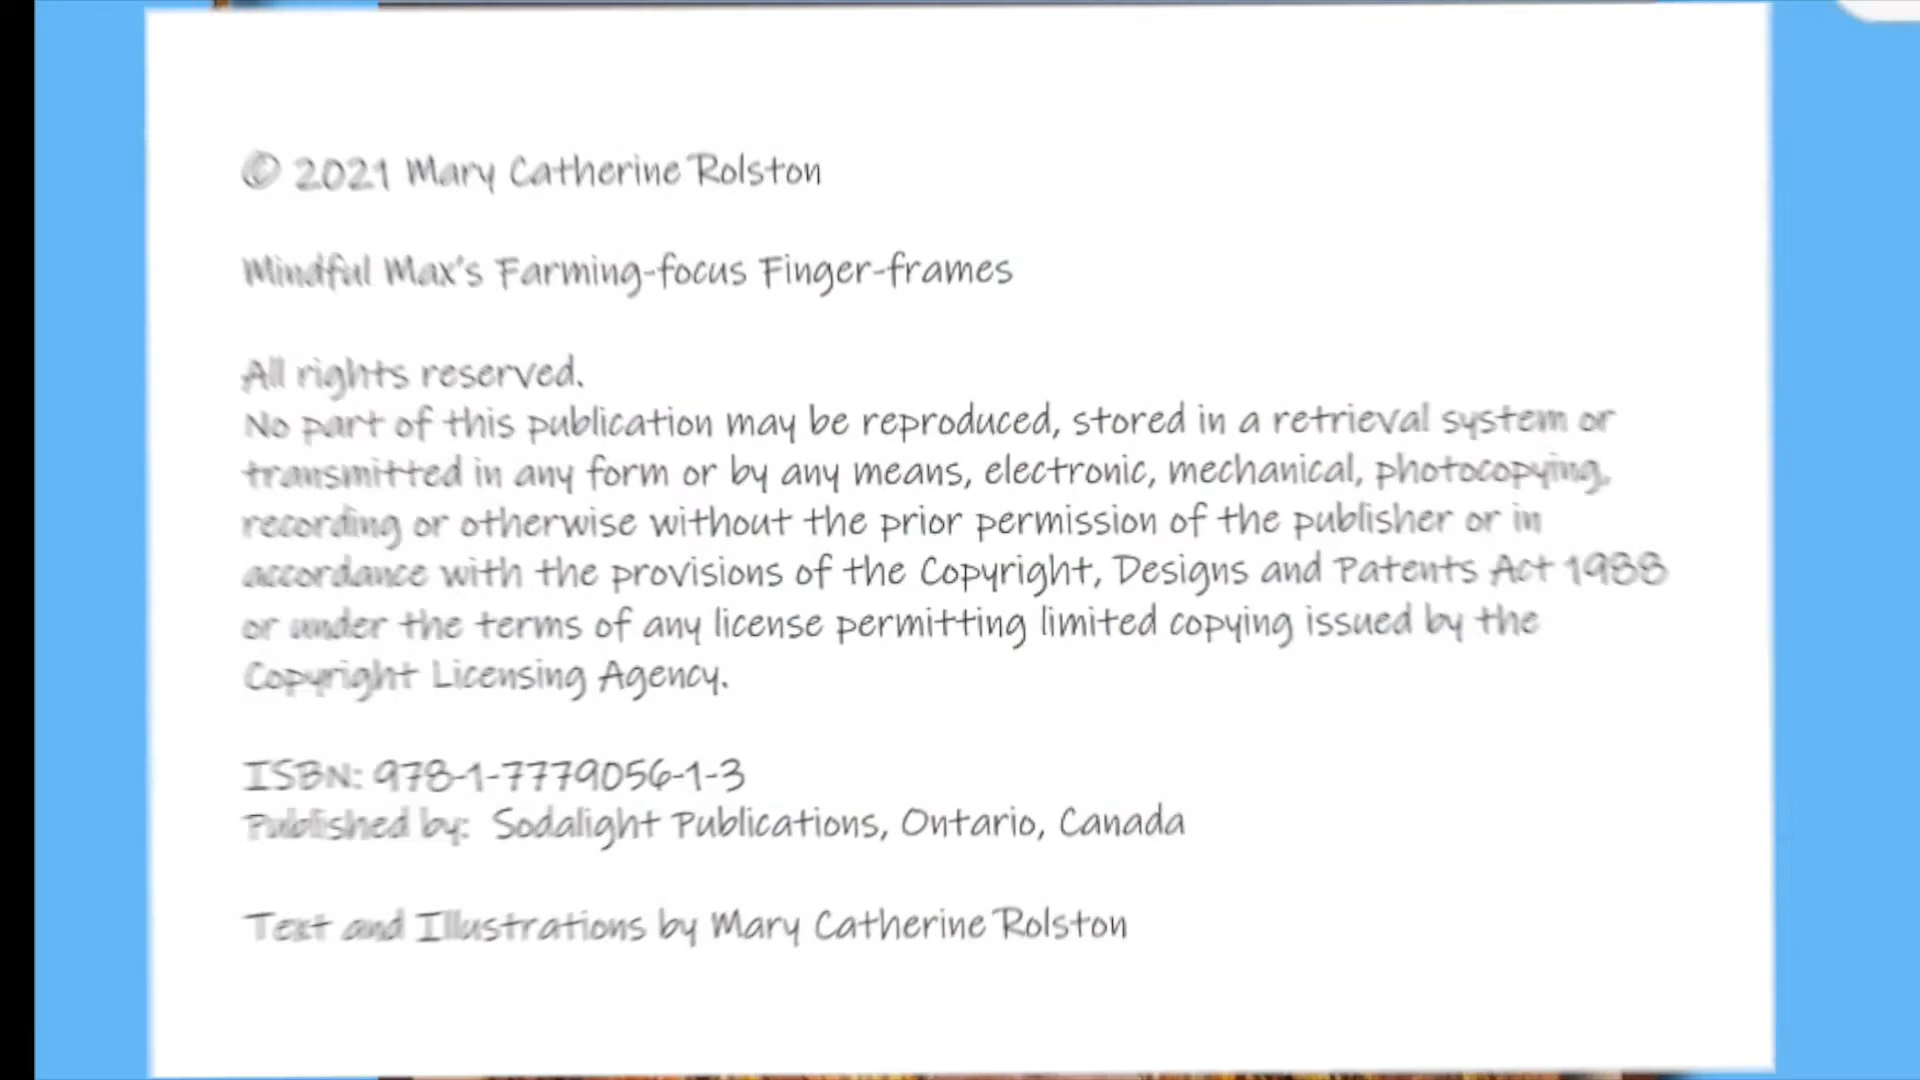 © 2021 Mary Catherine Rolston
Mindful Max's Farming-focus Finger-frames
All rights reserved.
No part of this publication may be reproduced, stored in a retrieval system or
transmitted in any form or by any means, electronic, mechanical, photocopying,
recording or otherwise without the prior permission of the publisher or in
accordance with the provisions of the Copyright, Designs and Patents Act 1988
or under the terms of any license permitting limited copying issued by the
Copyright Licensing Agency.
ISBN: 978-1-7779056-1-3
Published by: Sodalight Publications, Ontario, Canada
Text and Illustrations by Mary Catherine Rolston